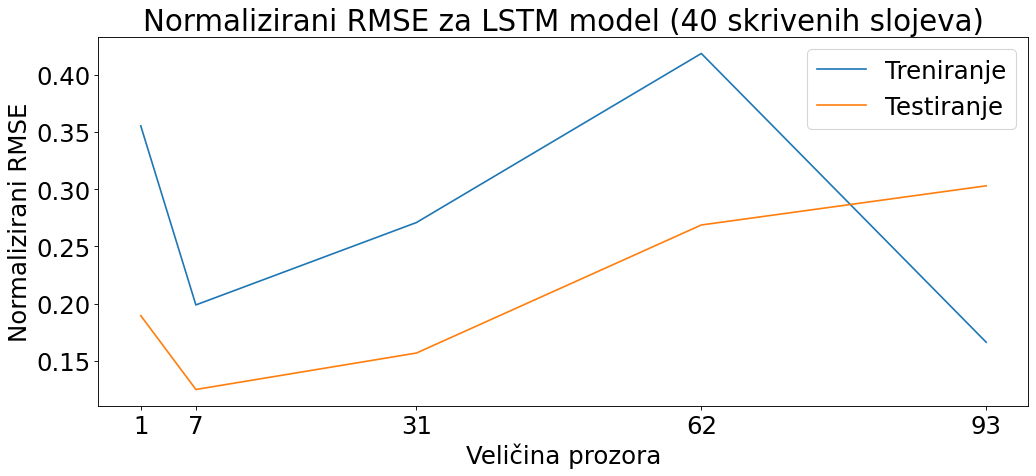 Normalizirani RMSE za LSTM model (40 skrivenih slojeva)
Treniranje
Testiranje
Normalizirani RMSE
0.40
0.35
0.30
0.25
0.20
0.15
1 7 31 62 93
Veličina prozora